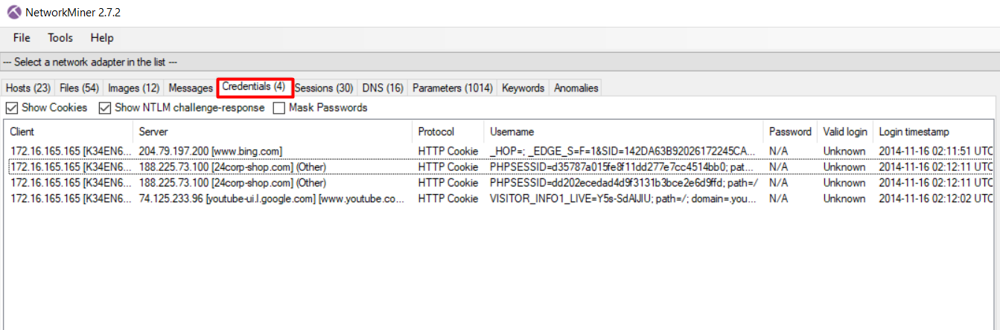 NetworkMiner 2.7.2
File Tools Help
--- Select a network adapter in the list ---
Hosts (23) Files (54) Images (12) Messages Credentials (4) Sessions (30) DNS (16) Parameters (1014) Keywords Anomalies
Show Cookies Show NTLM challenge-response Mask Passwords
Client Server Protocol Username Password Valid login Login timestamp
172.16.165.165 [K34EN6... 204.79.197.200 [www.bing.com] HTTP Cookie _HOP=; _EDGE_S=F=1&SID=142DA63B92026172245CA... N/A Unknown 2014-11-16 02:11:51 UTC
172.16.165.165 [K34EN6... 188.225.73.100 [24corp-shop.com] (Other) HTTP Cookie PHPSESSID=d35787a015fe8f11dd277e7cc4514bb0; pat... N/A Unknown 2014-11-16 02:12:11 UTC
172.16.165.165 [K34EN6... 188.225.73.100 [24corp-shop.com] (Other) HTTP Cookie PHPSESSID=dd202ecedad4d9f3131b3bce2e6d9ffd; path=/ N/A Unknown 2014-11-16 02:12:11 UTC
172.16.165.165 [K34EN6... 74.125.233.96 [youtube-ui.l.google.com] [www.youtube.co... HTTP Cookie VISITOR_INFO1_LIVE=Y5s-SdAIJIU; path=/; domain=.you... N/A Unknown 2014-11-16 02:12:02 UTC